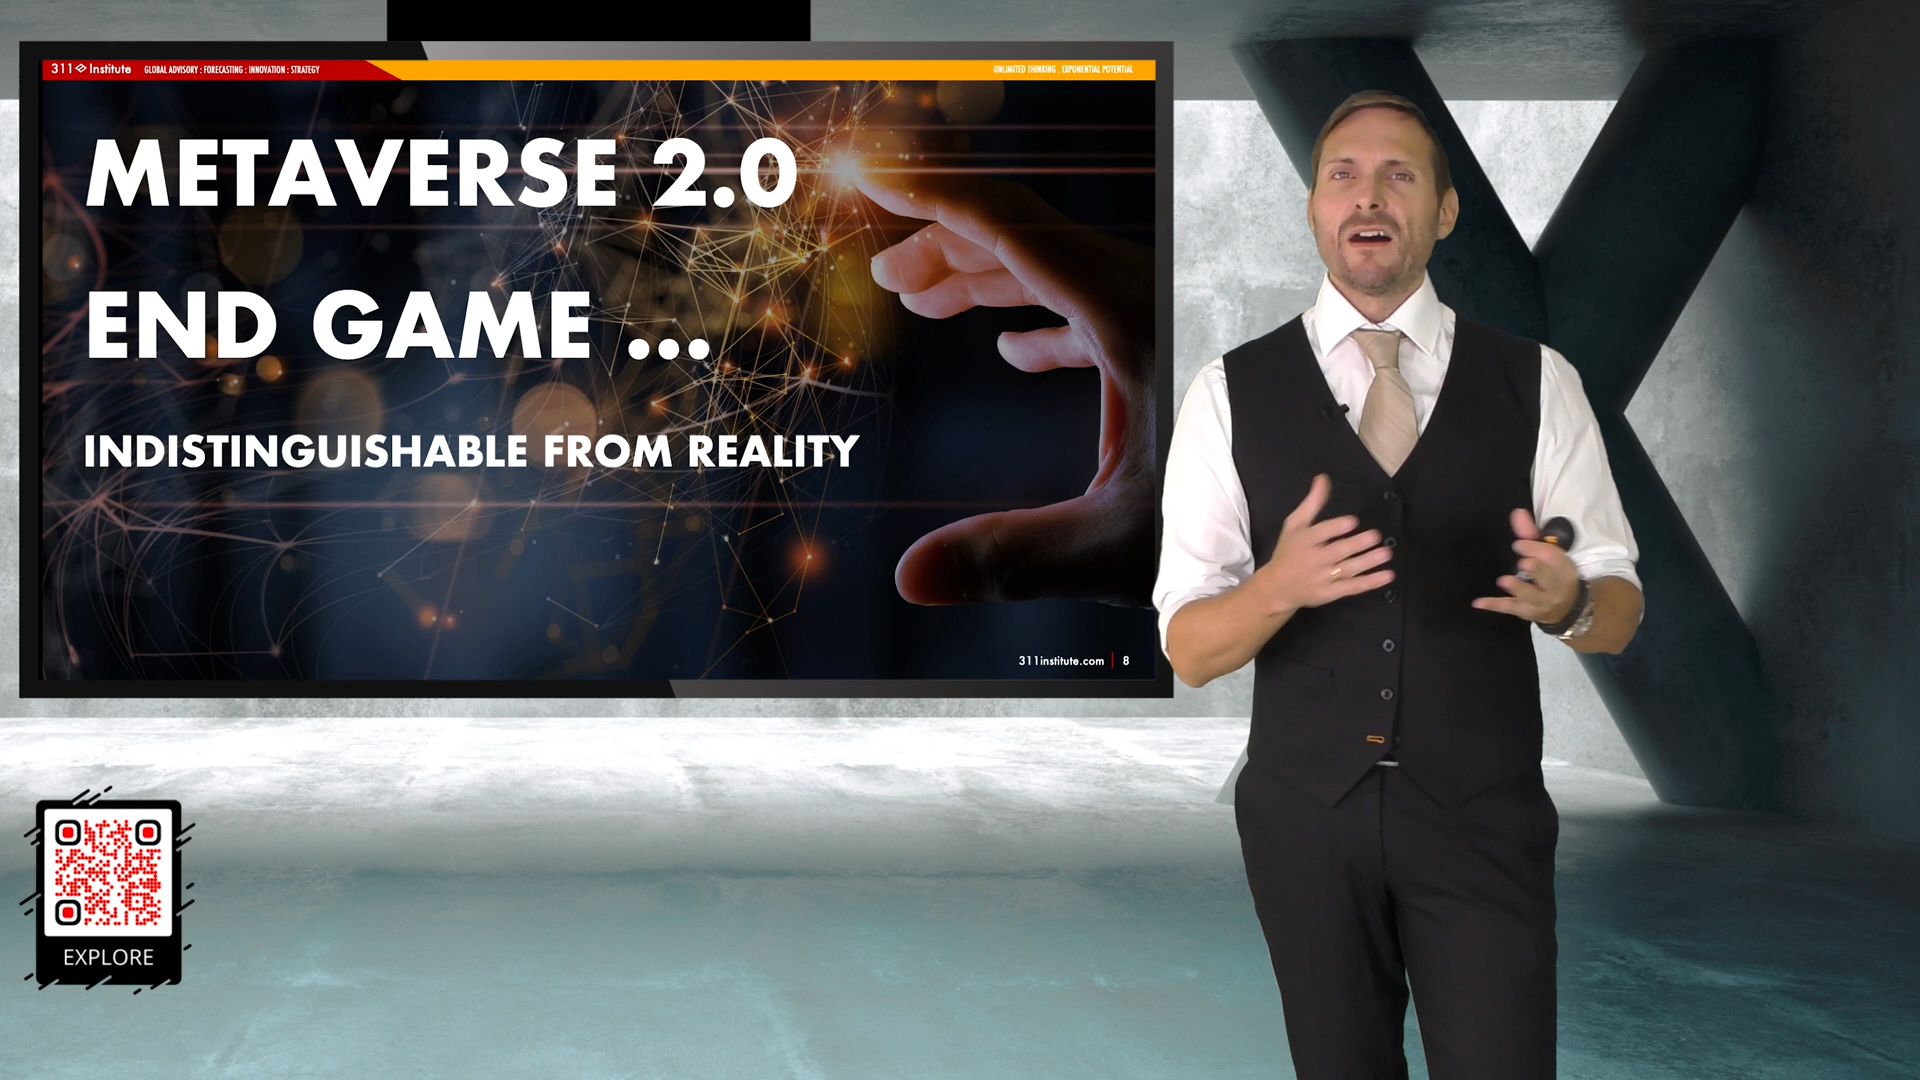 311 Institute GLOBAL ADVISORY : FORECASTING : INNOVATION : STRATEGY
UNLIMITED THINKING . EXPONENTIAL POTENTIAL
METAVERSE 2.0
END GAME ...
INDISTINGUISHABLE FROM REALITY
311institute.com | 8
EXPLORE